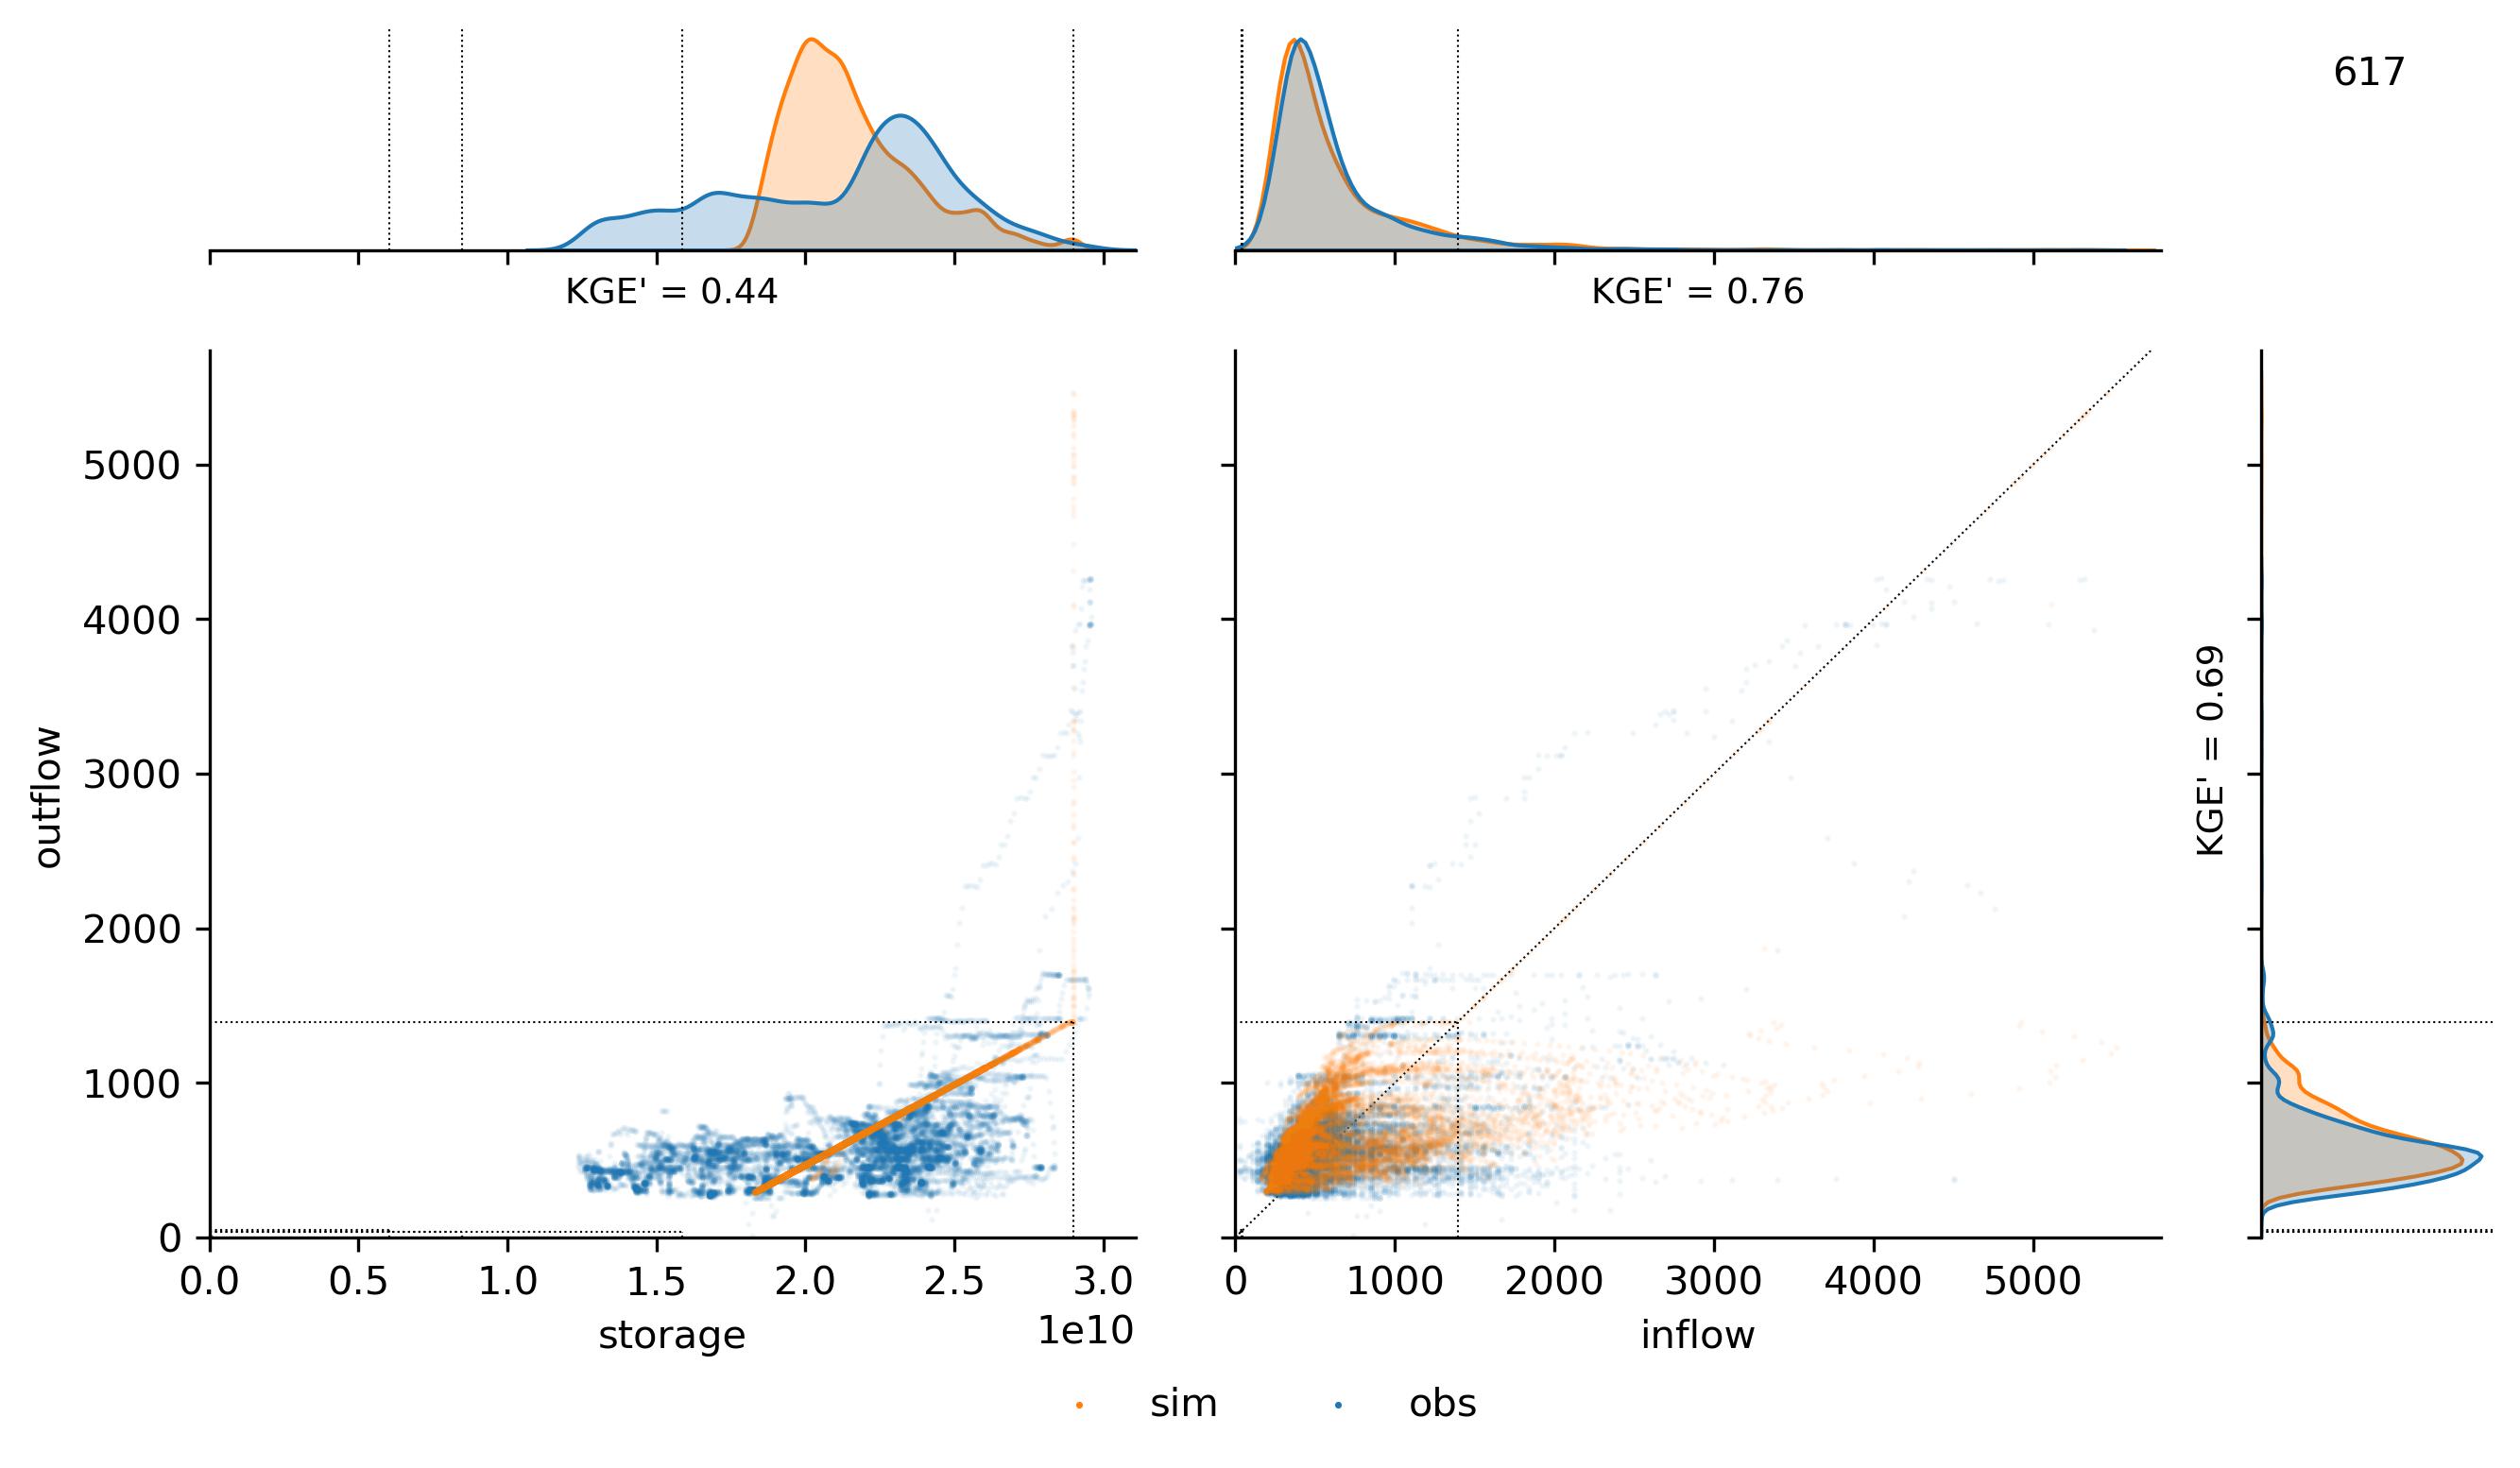 617
KGE' = 0.44
KGE' = 0.76
5000
4000
3000
2000
1000
0
outflow
KGE' = 0.69
0.0 0.5 1.0 1.5 2.0 2.5 3.0
1e10
storage
0 1000 2000 3000 4000 5000
inflow
sim obs